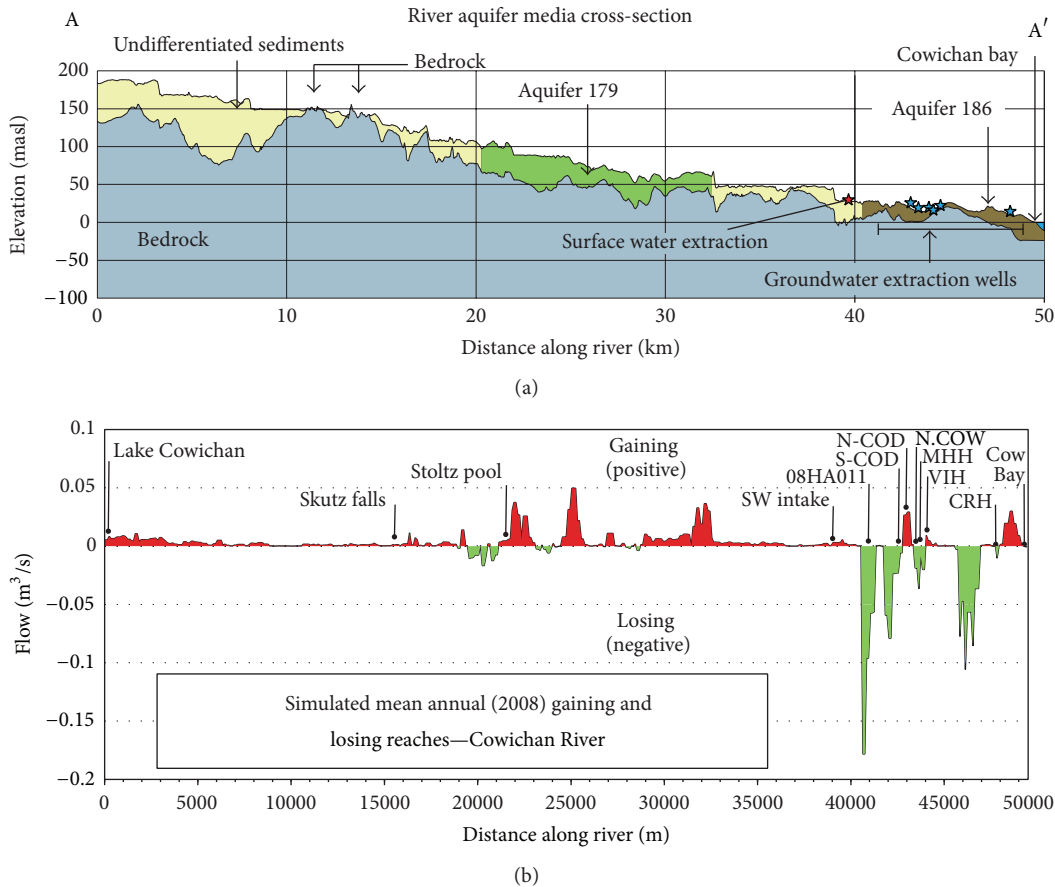 River aquifer media cross-section
A
A′
Undifferentiated sediments
Bedrock
Cowichan bay
Aquifer 179
Aquifer 186
200
150
100
50
0
−50
−100
Elevation (masl)
Bedrock
Surface water extraction
Groundwater extraction wells
0
10
20
30
40
50
Distance along river (km)
(a)
0.1
0.05
0
−0.05
−0.1
−0.15
−0.2
Flow (m³/s)
Lake Cowichan
Skutz falls
Stoltz pool
Gaining
(positive)
SW intake
08HA011
N-COD
S-COD
N.COW
MHH
VIH
CRH
Cow
Bay
Losing
(negative)
Simulated mean annual (2008) gaining and
losing reaches—Cowichan River
0
5000
10000
15000
20000
25000
30000
35000
40000
45000
50000
Distance along river (m)
(b)